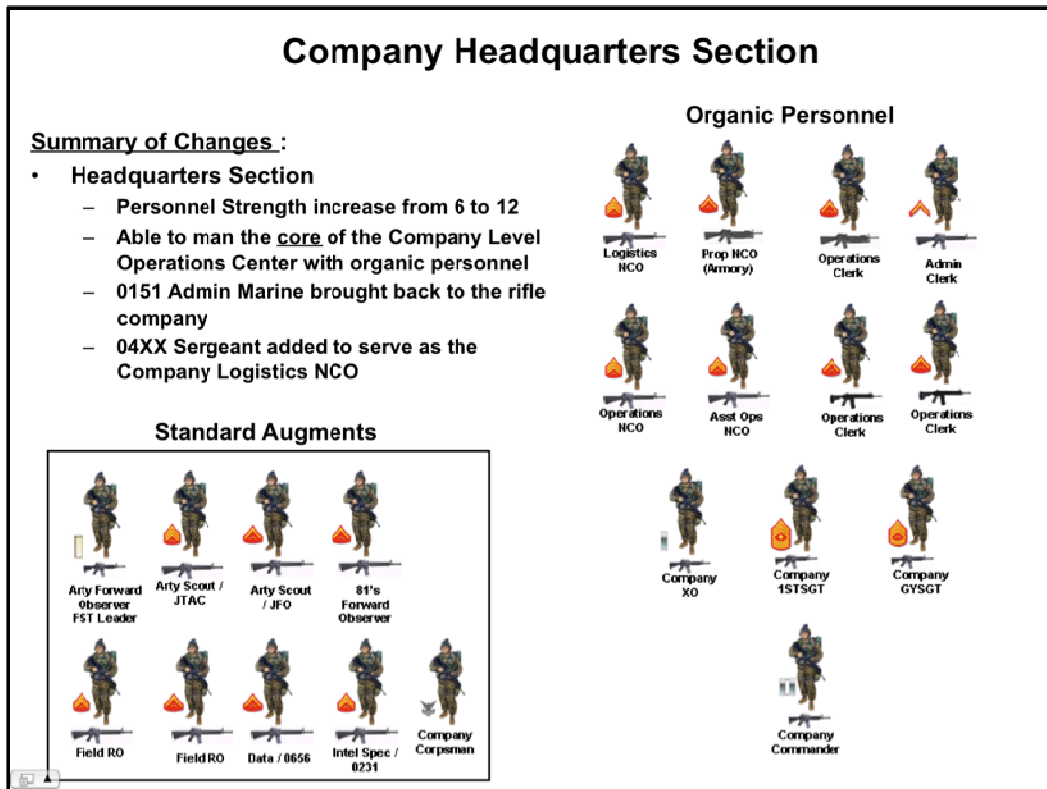 Company Headquarters Section
Summary of Changes :
• Headquarters Section
– Personnel Strength increase from 6 to 12
– Able to man the core of the Company Level
Operations Center with organic personnel
– 0151 Admin Marine brought back to the rifle
company
– 04XX Sergeant added to serve as the
Company Logistics NCO
Organic Personnel
Logistics
NCO
Prop NCO
(Armory)
Operations
Clerk
Admin
Clerk
Operations
NCO
Asst Ops
NCO
Operations
Clerk
Operations
Clerk
Company
XO
Company
1STSGT
Company
GYSGT
Company
Commander
Standard Augments
Arty Forward
Observer
FST Leader
Arty Scout /
JTAC
Arty Scout
/ JFO
81's
Forward
Observer
Field RO
Field RO
Data / 0656
Intel Spec /
0231
Company
Corpsman